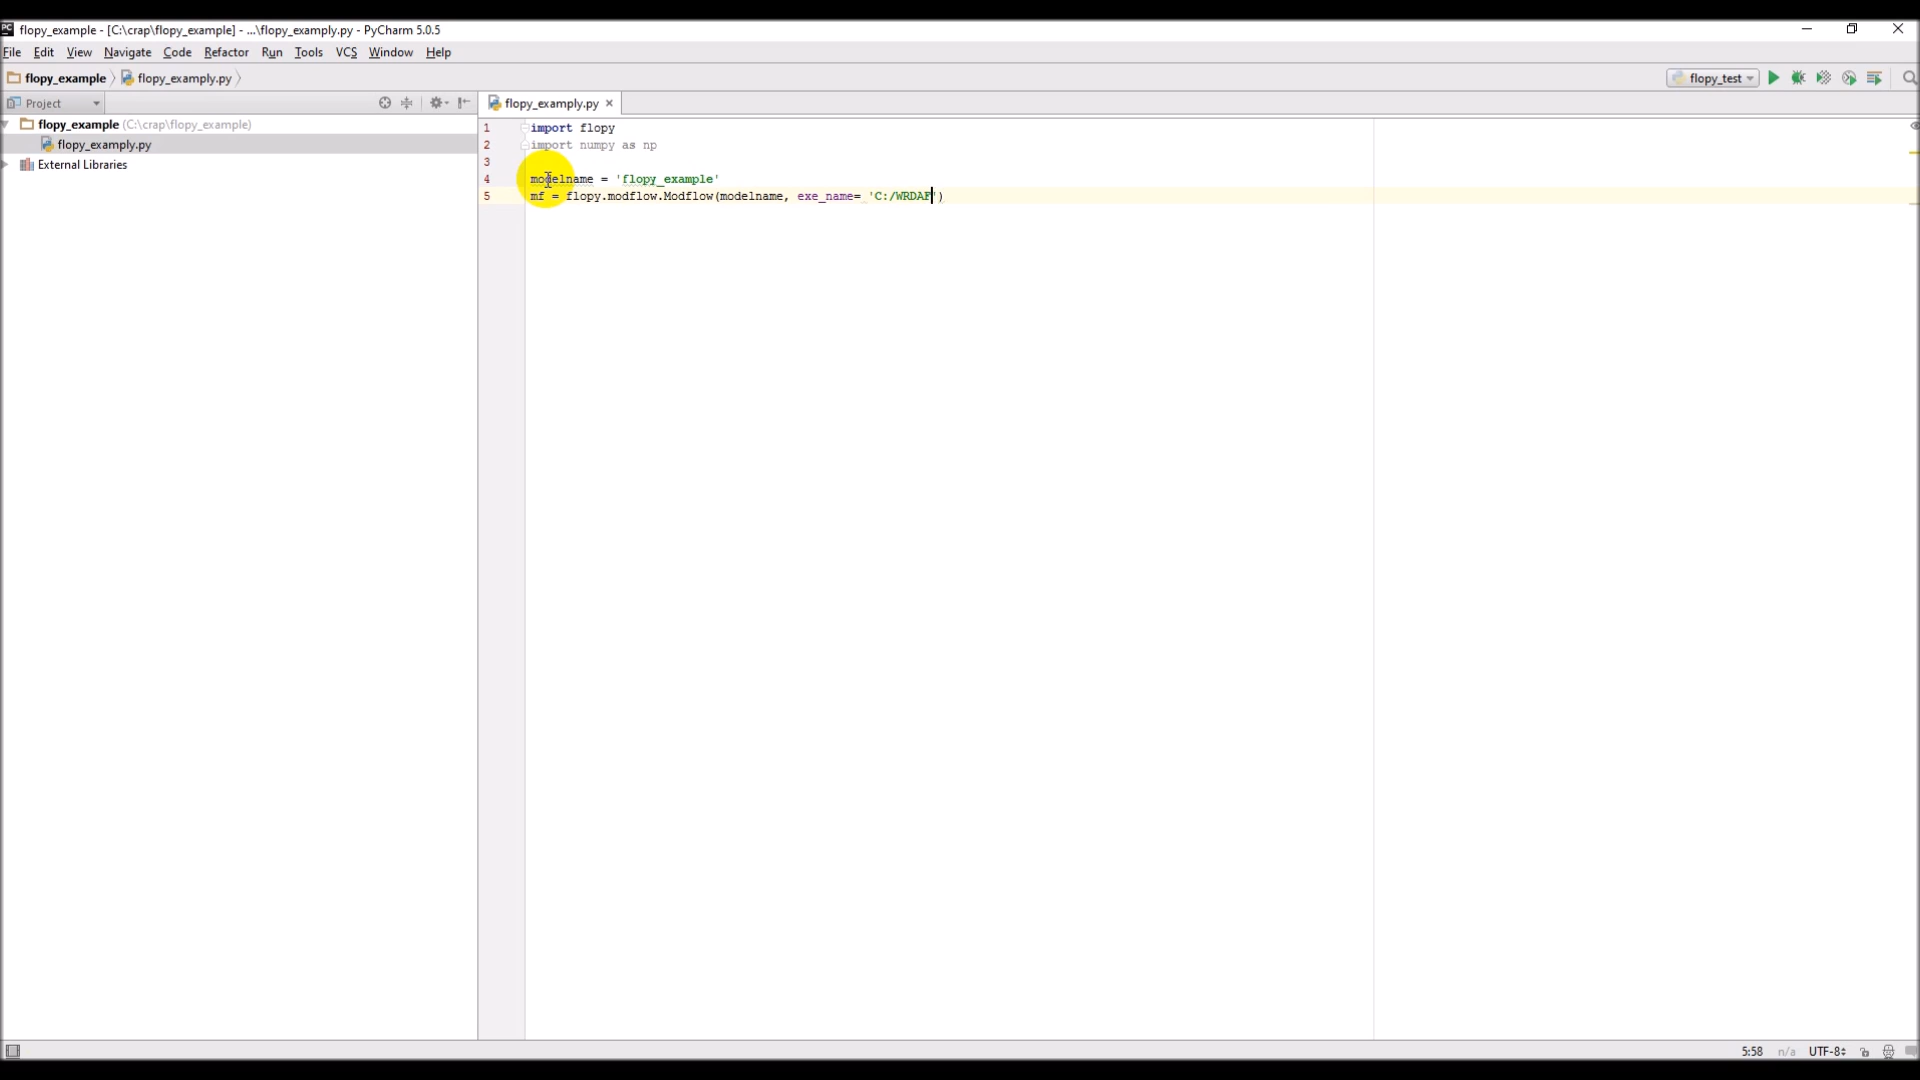 PC flopy_example - [C:\crap\flopy_example] - ...\flopy_examply.py - PyCharm 5.0.5
File Edit View Navigate Code Refactor Run Tools VCS Window Help
flopy_example flopy_examply.py flopy_test
Project flopy_examply.py
flopy_example (C:\crap\flopy_example)
flopy_examply.py
External Libraries
1 import flopy
2 import numpy as np
3
4 modelname = 'flopy_example'
5 mf = flopy.modflow.Modflow(modelname, exe_name= 'C:/WRDAP')
5:58 n/a UTF-8